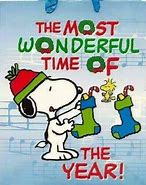 THE MOST
WONDERFUL
TIME OF
THE YEAR!